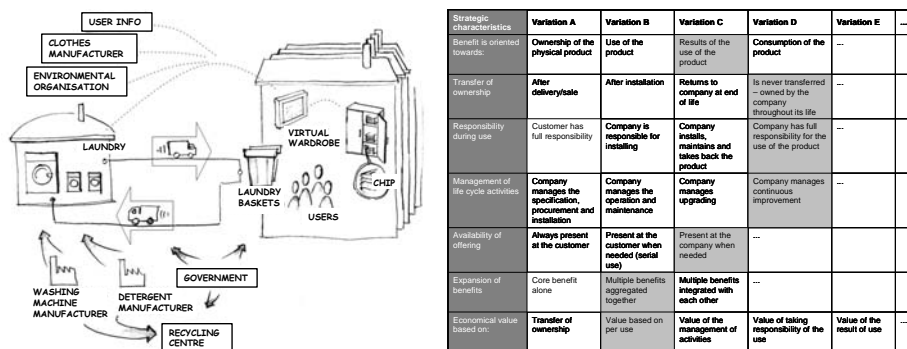 USER INFO
CLOTHES
MANUFACTURER
ENVIRONMENTAL
ORGANISATION
LAUNDRY
VIRTUAL
WARDROBE
CHIP
LAUNDRY
BASKETS
USERS
GOVERNMENT
WASHING
MACHINE
MANUFACTURER
DETERGENT
MANUFACTURER
RECYCLING
CENTRE
Strategic
characteristics
Variation A
Variation B
Variation C
Variation D
Variation E
...
Benefit is oriented
towards:
Ownership of the
physical product
Use of the
product
Results of the
use of the
product
Consumption of the
product
...
Transfer of
ownership
After
delivery/sale
After installation
Returns to
company at end
of life
Is never transferred
– owned by the
company
throughout its life
...
Responsibility
during use
Customer has
full responsibility
Company is
responsible for
installing
Company
installs,
maintains and
takes back the
product
Company has full
responsibility for the
use of the product
...
Management of
life cycle activities
Company
manages the
specification,
procurement and
installation
Company
manages the
operation and
maintenance
Company
manages
upgrading
Company manages
continuous
improvement
...
Availability of
offering
Always present
at the customer
Present at the
customer when
needed (serial
use)
Present at the
company when
needed
...
Expansion of
benefits
Core benefit
alone
Multiple benefits
aggregated
together
Multiple benefits
integrated with
each other
...
Economical value
based on:
Transfer of
ownership
Value based on
per use
Value of the
management of
activities
Value of taking
responsibility of the
use
Value of the
result of use
...